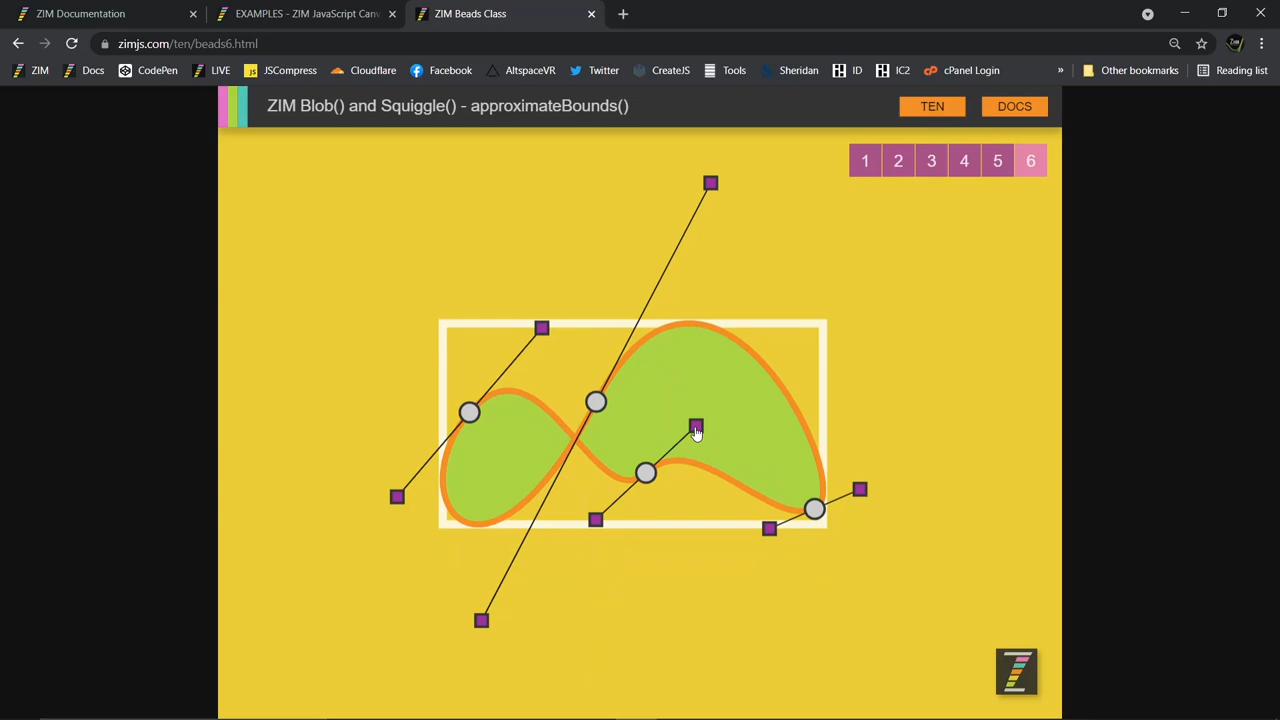 ZIM Documentation
EXAMPLES - ZIM JavaScript Canv
ZIM Beads Class
zimjs.com/ten/beads6.html
ZIM Docs CodePen LIVE JS JSCompress Cloudflare Facebook AltspaceVR Twitter CreateJS Tools Sheridan ID IC2 cPanel Login » Other bookmarks Reading list
ZIM Blob() and Squiggle() - approximateBounds()
TEN DOCS
1 2 3 4 5 6